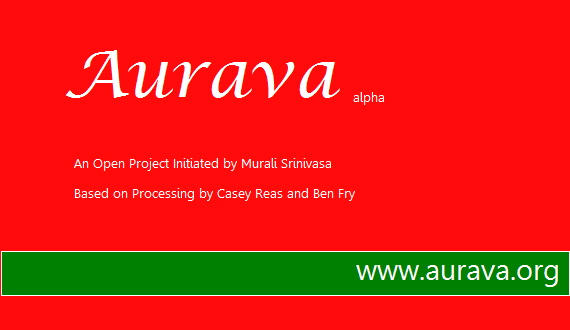 Aurava alpha
An Open Project Initiated by Murali Srinivasa
Based on Processing by Casey Reas and Ben Fry
www.aurava.org